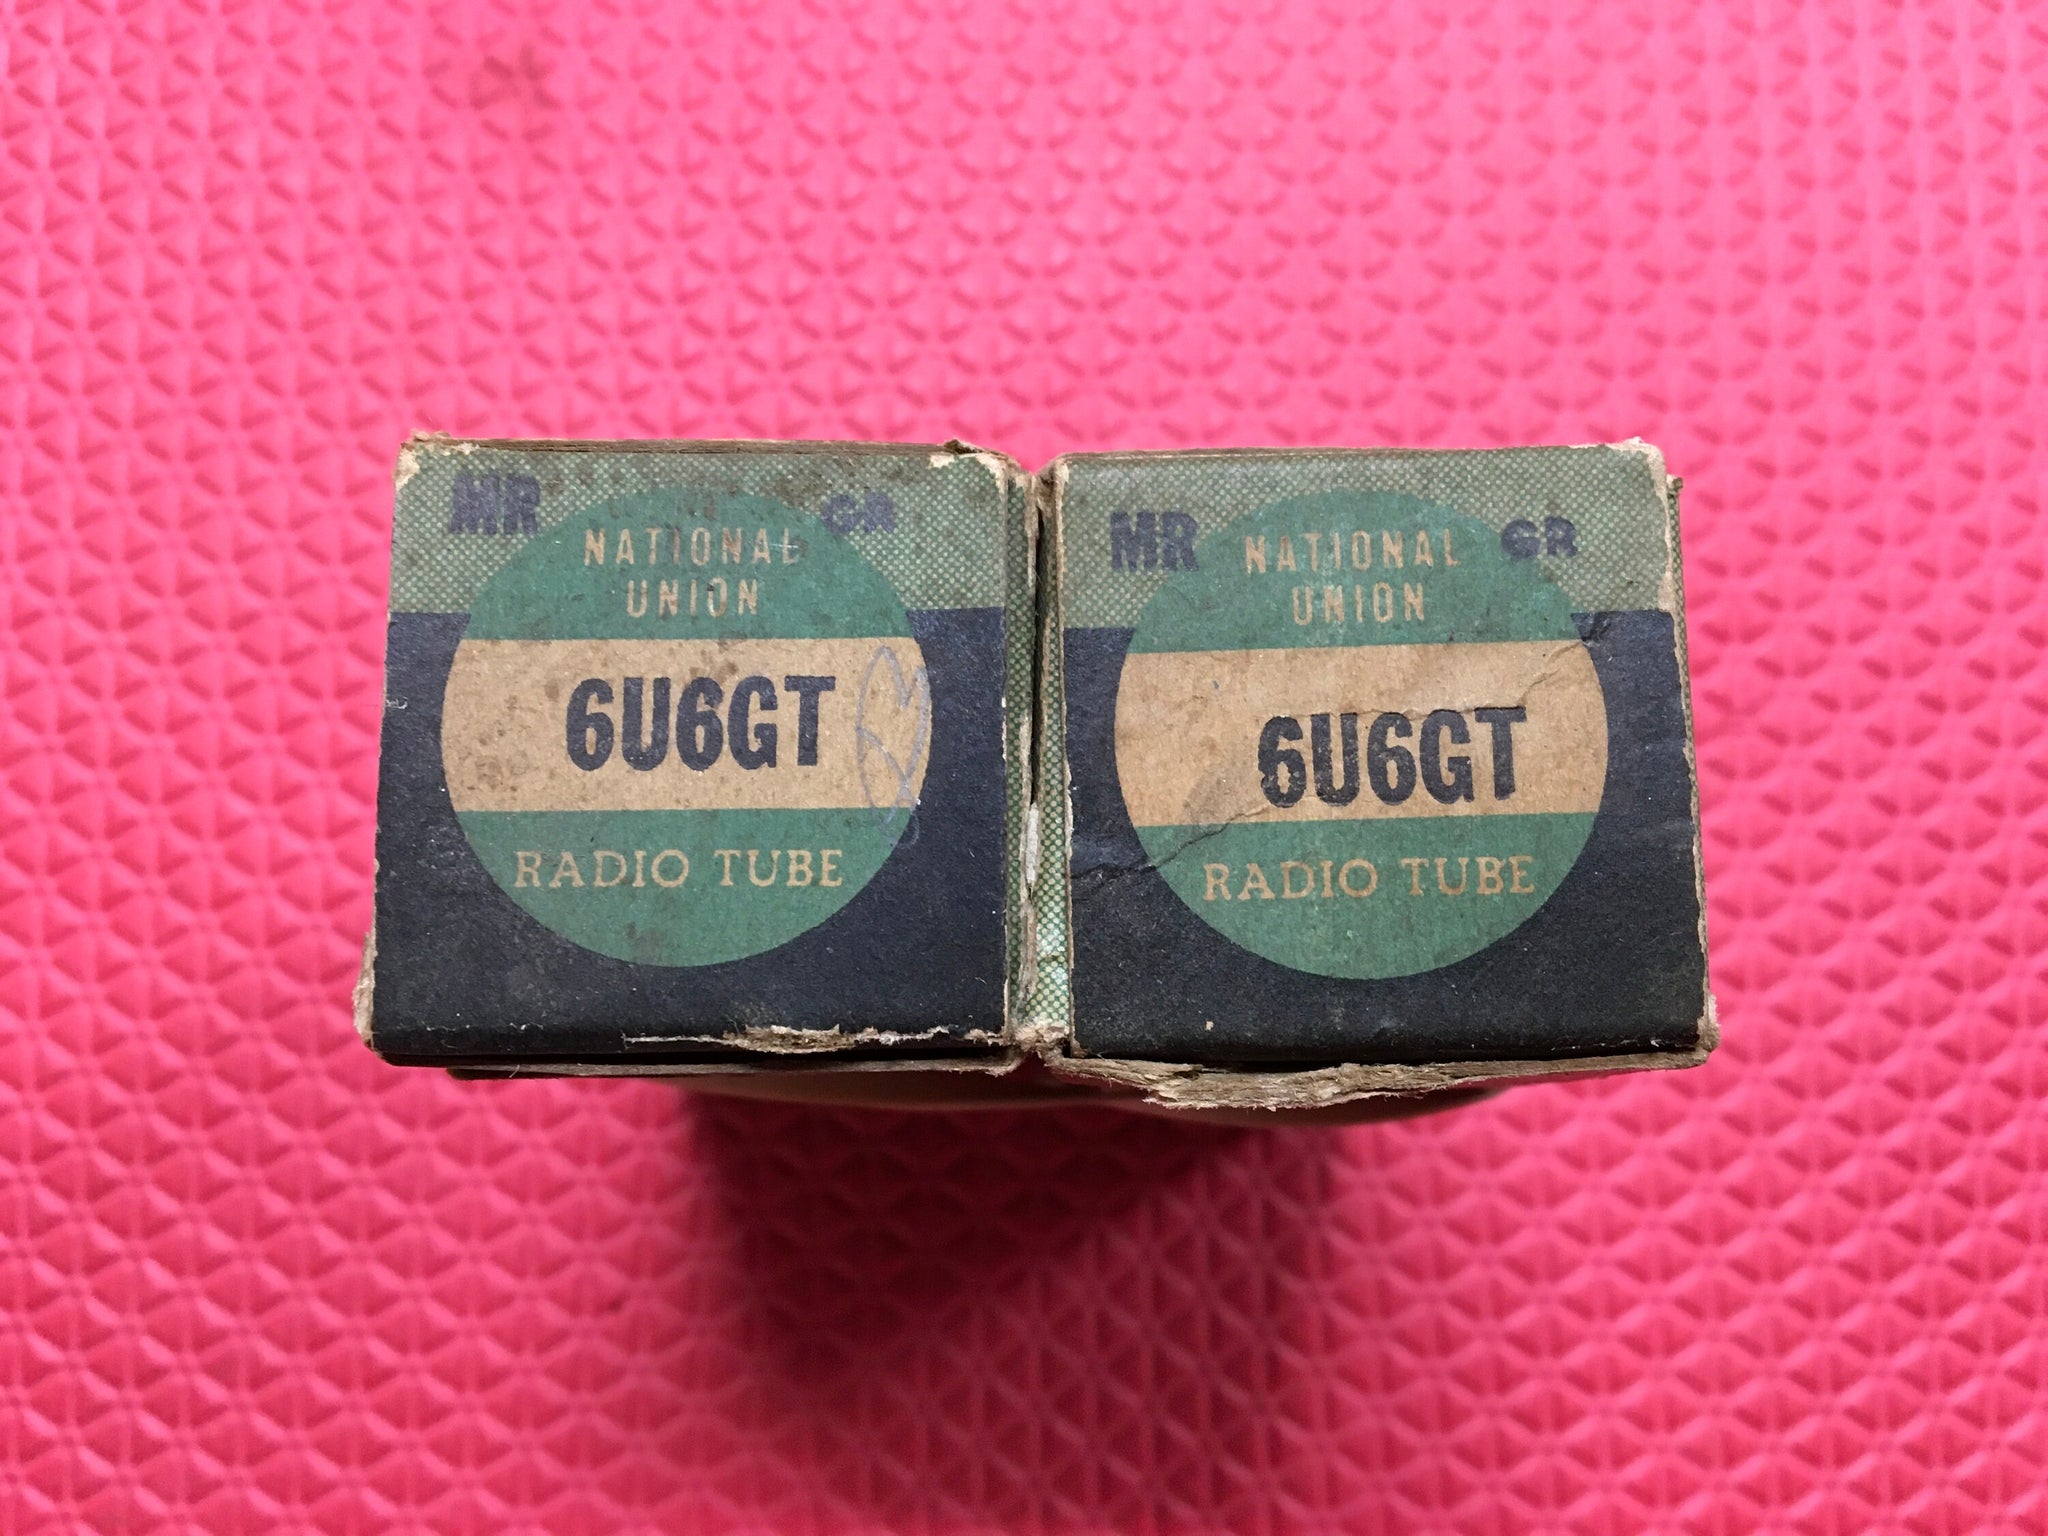 MR GR
NATIONAL
UNION
6U6GT
RADIO TUBE
MR GR
NATIONAL
UNION
6U6GT
RADIO TUBE